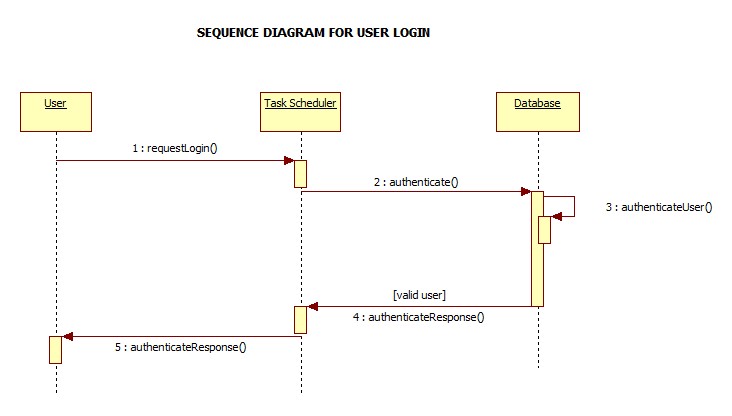 SEQUENCE DIAGRAM FOR USER LOGIN
User
Task Scheduler
Database
1 : requestLogin()
2 : authenticate()
3 : authenticateUser()
[valid user]
4 : authenticateResponse()
5 : authenticateResponse()